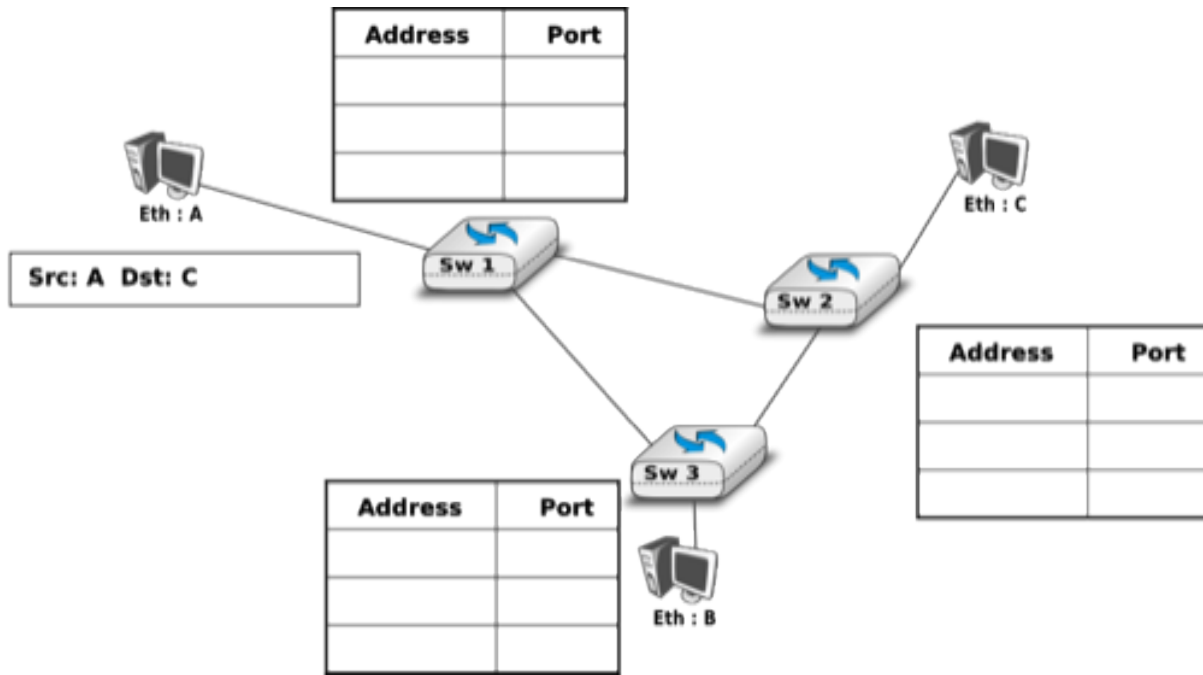 Address Port
Eth : A
Eth : C
Src: A Dst: C
Sw 1
Sw 2
Address Port
Sw 3
Address Port
Eth : B